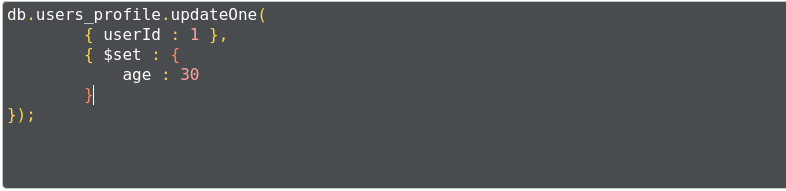 db.users_profile.updateOne(
{ userId : 1 },
{ $set : {
age : 30
}
});